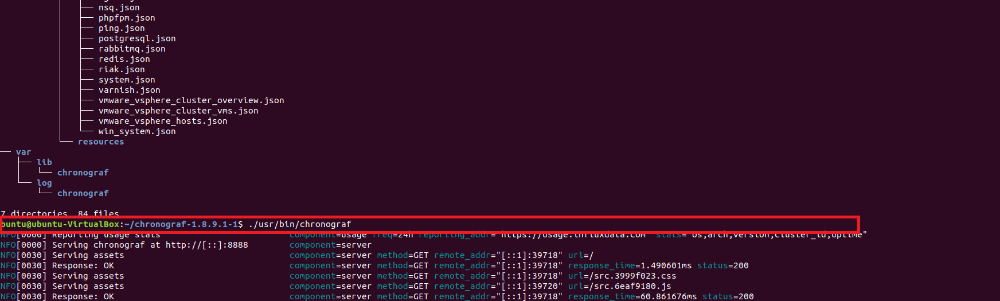 nsq.json
phpfpm.json
ping.json
postgresql.json
rabbitmq.json
redis.json
riak.json
system.json
varnish.json
vmware_vsphere_cluster_overview.json
vmware_vsphere_cluster_vms.json
vmware_vsphere_hosts.json
win_system.json
resources
var
lib
chronograf
log
chronograf
7 directories, 84 files
buntu@ubuntu-VirtualBox:~/chronograf-1.8.9.1-1$ ./usr/bin/chronograf
NFO[0000] Reporting usage stats component=usage freq=24h reporting_addr="https://usage.influxdata.com" stats="os,arch,version,cluster_id,uptime"
NFO[0000] Serving chronograf at http://[::]:8888 component=server
NFO[0030] Serving assets component=server method=GET remote_addr="[::1]:39718" url=/
NFO[0030] Response: OK component=server method=GET remote_addr="[::1]:39718" response_time=1.490601ms status=200
NFO[0030] Serving assets component=server method=GET remote_addr="[::1]:39718" url=/src.3999f023.css
NFO[0030] Serving assets component=server method=GET remote_addr="[::1]:39720" url=/src.6eaf9180.js
NFO[0030] Response: OK component=server method=GET remote_addr="[::1]:39718" response_time=60.861676ms status=200